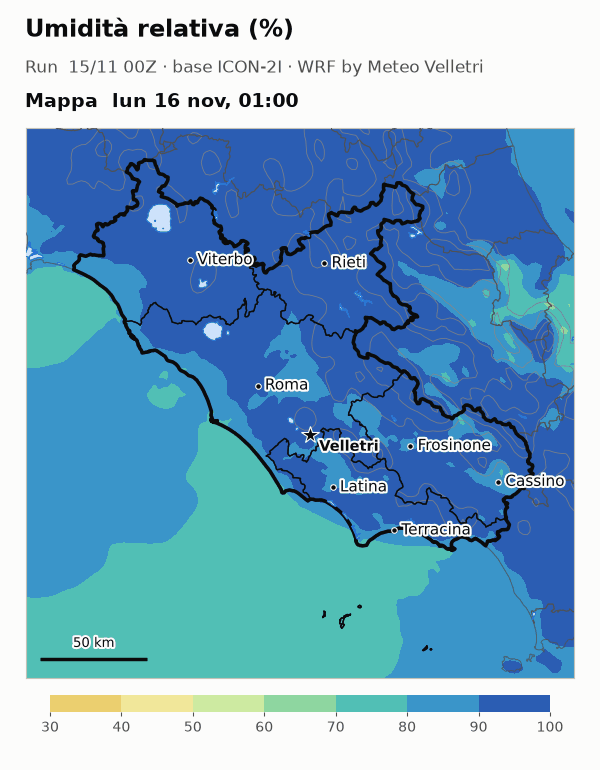 Umidità relativa (%)
Run  15/11 00Z · base ICON-2I · WRF by Meteo Velletri
Mappa  lun 16 nov, 01:00
Viterbo
Rieti
Roma
Velletri
Frosinone
Latina
Cassino
Terracina
50 km
30 40 50 60 70 80 90 100